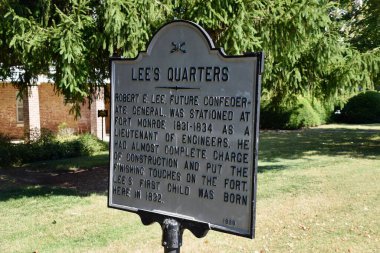 LEE'S QUARTERS
ROBERT E. LEE, FUTURE CONFEDER-
ATE GENERAL, WAS STATIONED AT
FORT MONROE 1831-1834 AS A
LIEUTENANT OF ENGINEERS. HE
HAD ALMOST COMPLETE CHARGE
OF CONSTRUCTION AND PUT THE
FINISHING TOUCHES ON THE FORT.
LEE'S FIRST CHILD WAS BORN
HERE IN 1832.